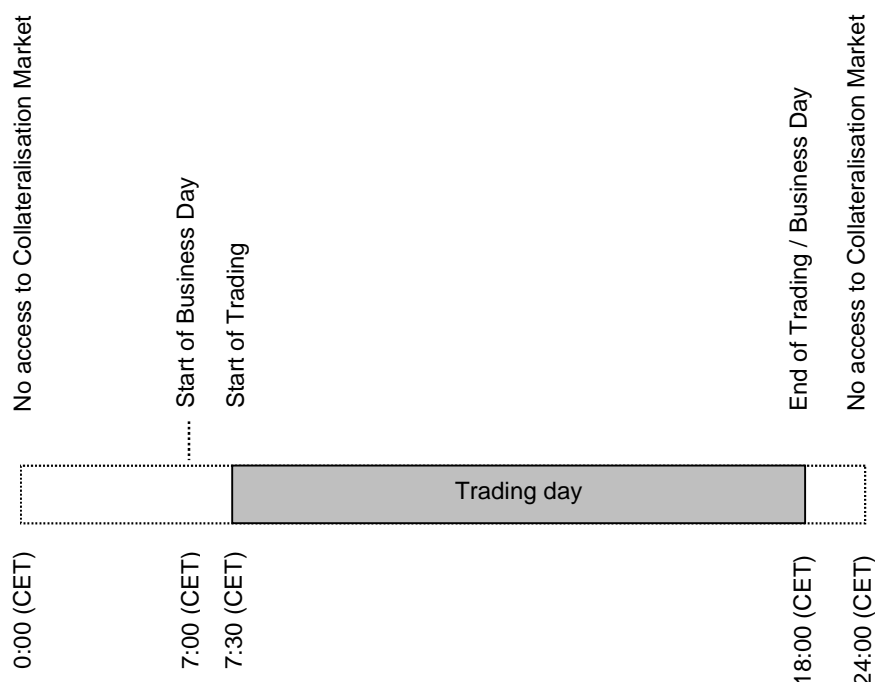 No access to Collateralisation Market
Start of Business Day
Start of Trading
End of Trading / Business Day
No access to Collateralisation Market
Trading day
0:00 (CET)
7:00 (CET)
7:30 (CET)
18:00 (CET)
24:00 (CET)